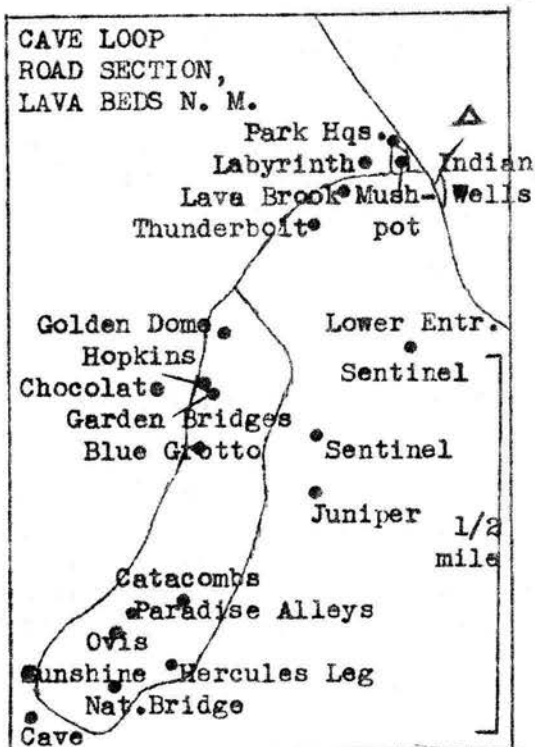 CAVE LOOP
ROAD SECTION,
LAVA BEDS N. M.
Park Hqs.
Labyrinth Indian
Lava Brook Mush- Wells
Thunderbolt pot
Golden Dome Lower Entr.
Hopkins Sentinel
Chocolat
Garden Bridges
Blue Grotto Sentinel
Juniper
1/2
mile
Catacombs
Paradise Alleys
Ovis
Sunshine Hercules Leg
Nat.Bridge
Cave